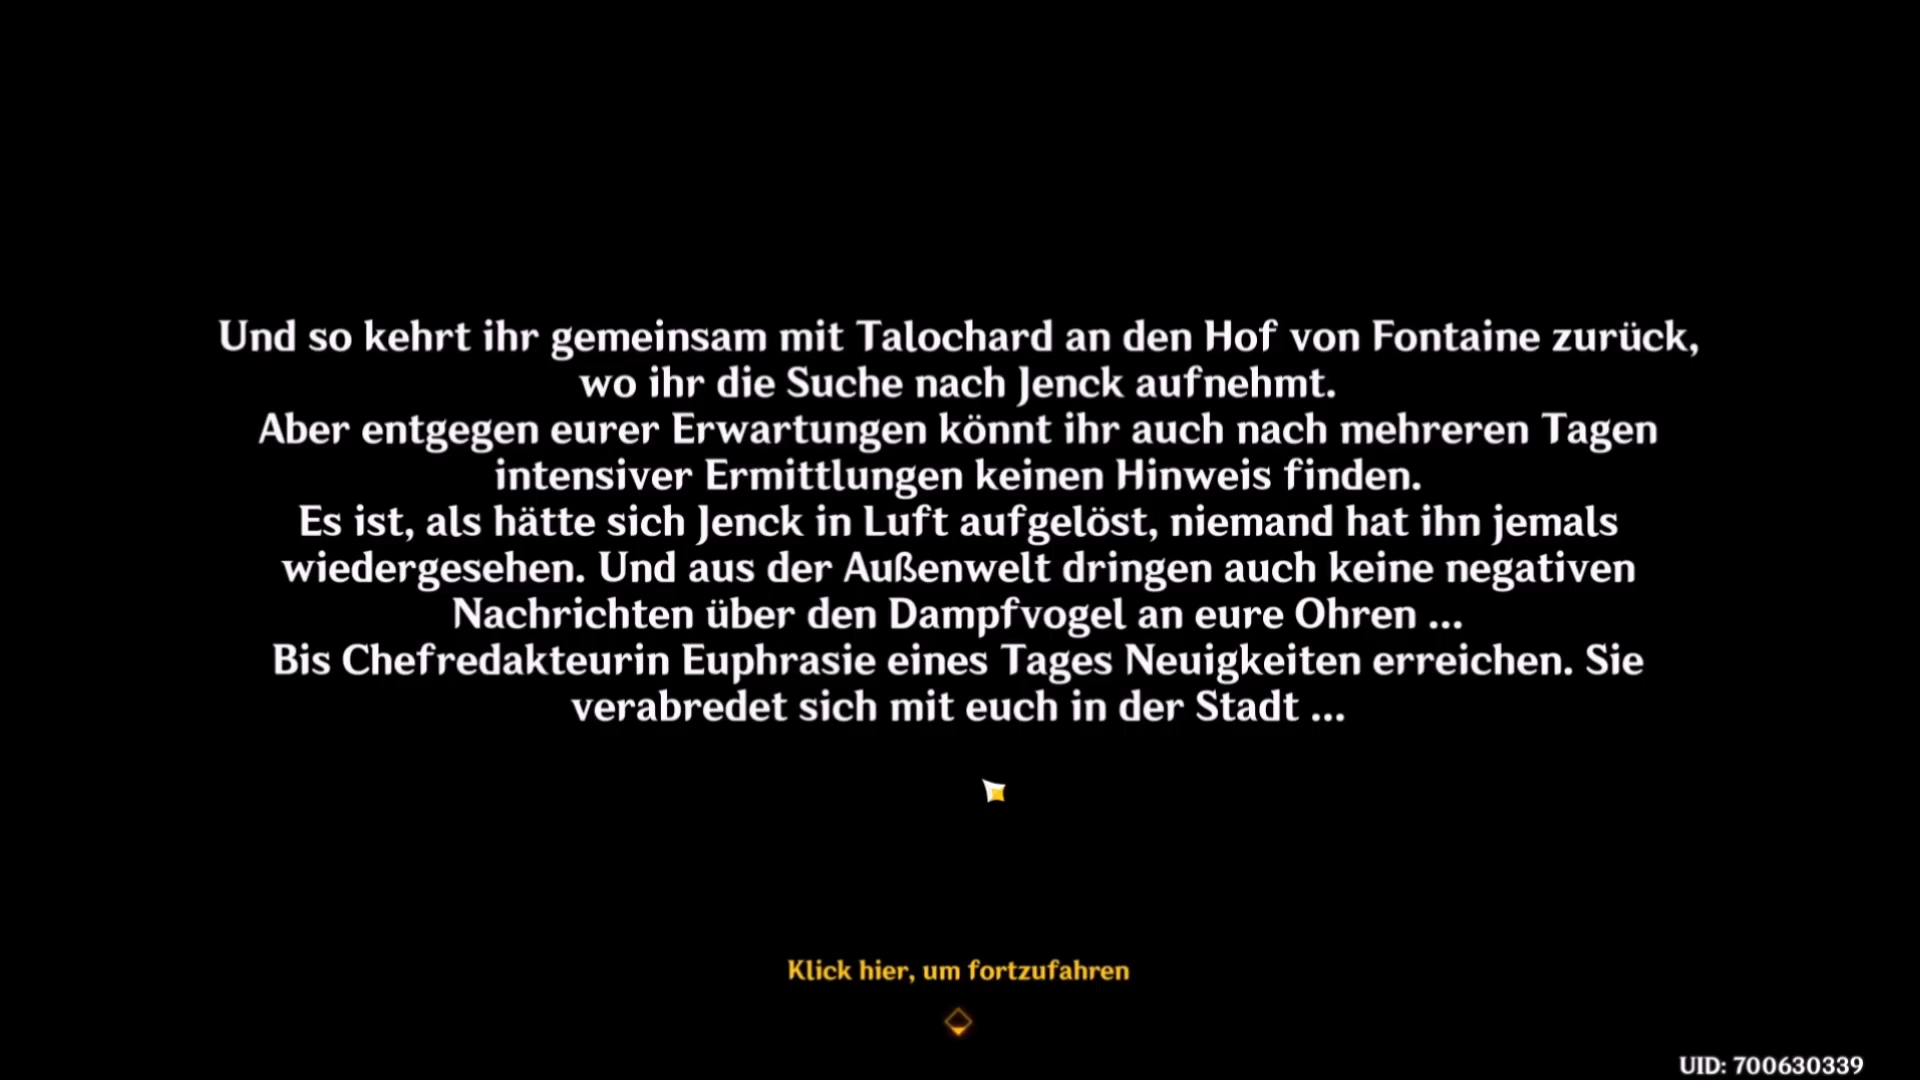 Und so kehrt ihr gemeinsam mit Talochard an den Hof von Fontaine zurück,
wo ihr die Suche nach Jenck aufnehmt.
Aber entgegen eurer Erwartungen könnt ihr auch nach mehreren Tagen
intensiver Ermittlungen keinen Hinweis finden.
Es ist, als hätte sich Jenck in Luft aufgelöst, niemand hat ihn jemals
wiedergesehen. Und aus der Außenwelt dringen auch keine negativen
Nachrichten über den Dampfvogel an eure Ohren ...
Bis Chefredakteurin Euphrasie eines Tages Neuigkeiten erreichen. Sie
verabredet sich mit euch in der Stadt ...
Klick hier, um fortzufahren
UID: 700630339